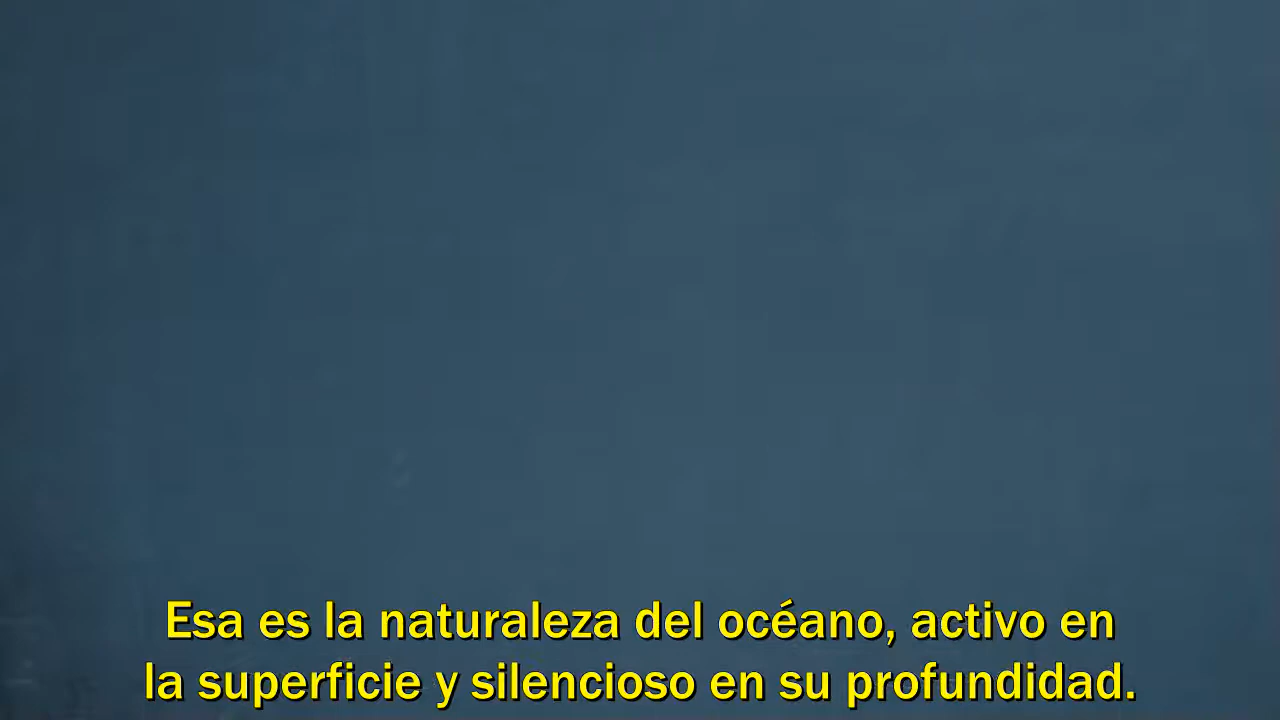 Esa es la naturaleza del océano, activo en
la superficie y silencioso en su profundidad.